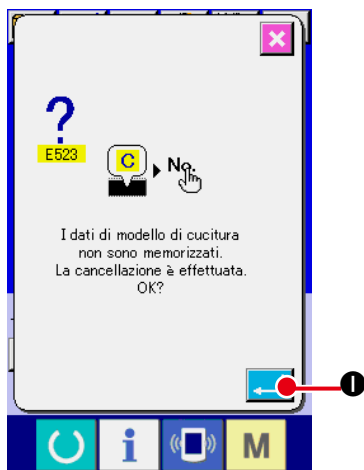 E523
C
No.
I dati di modello di cucitura
non sono memorizzati.
La cancellazione è effettuata.
OK?
I
i
M